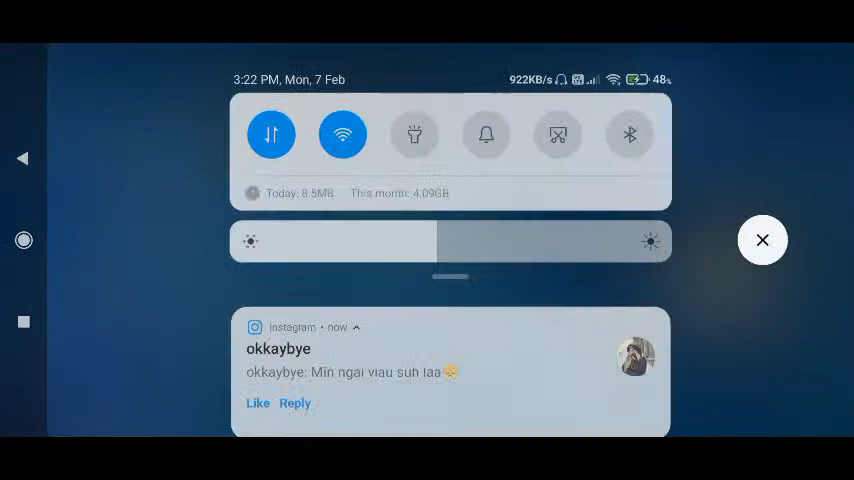 3:22 PM, Mon, 7 Feb 922KB/s 48%
Today: 8.5MB This month: 4.09GB
Instagram • now
okkaybye
okkaybye: Min ngai viau suh laa😞
Like Reply